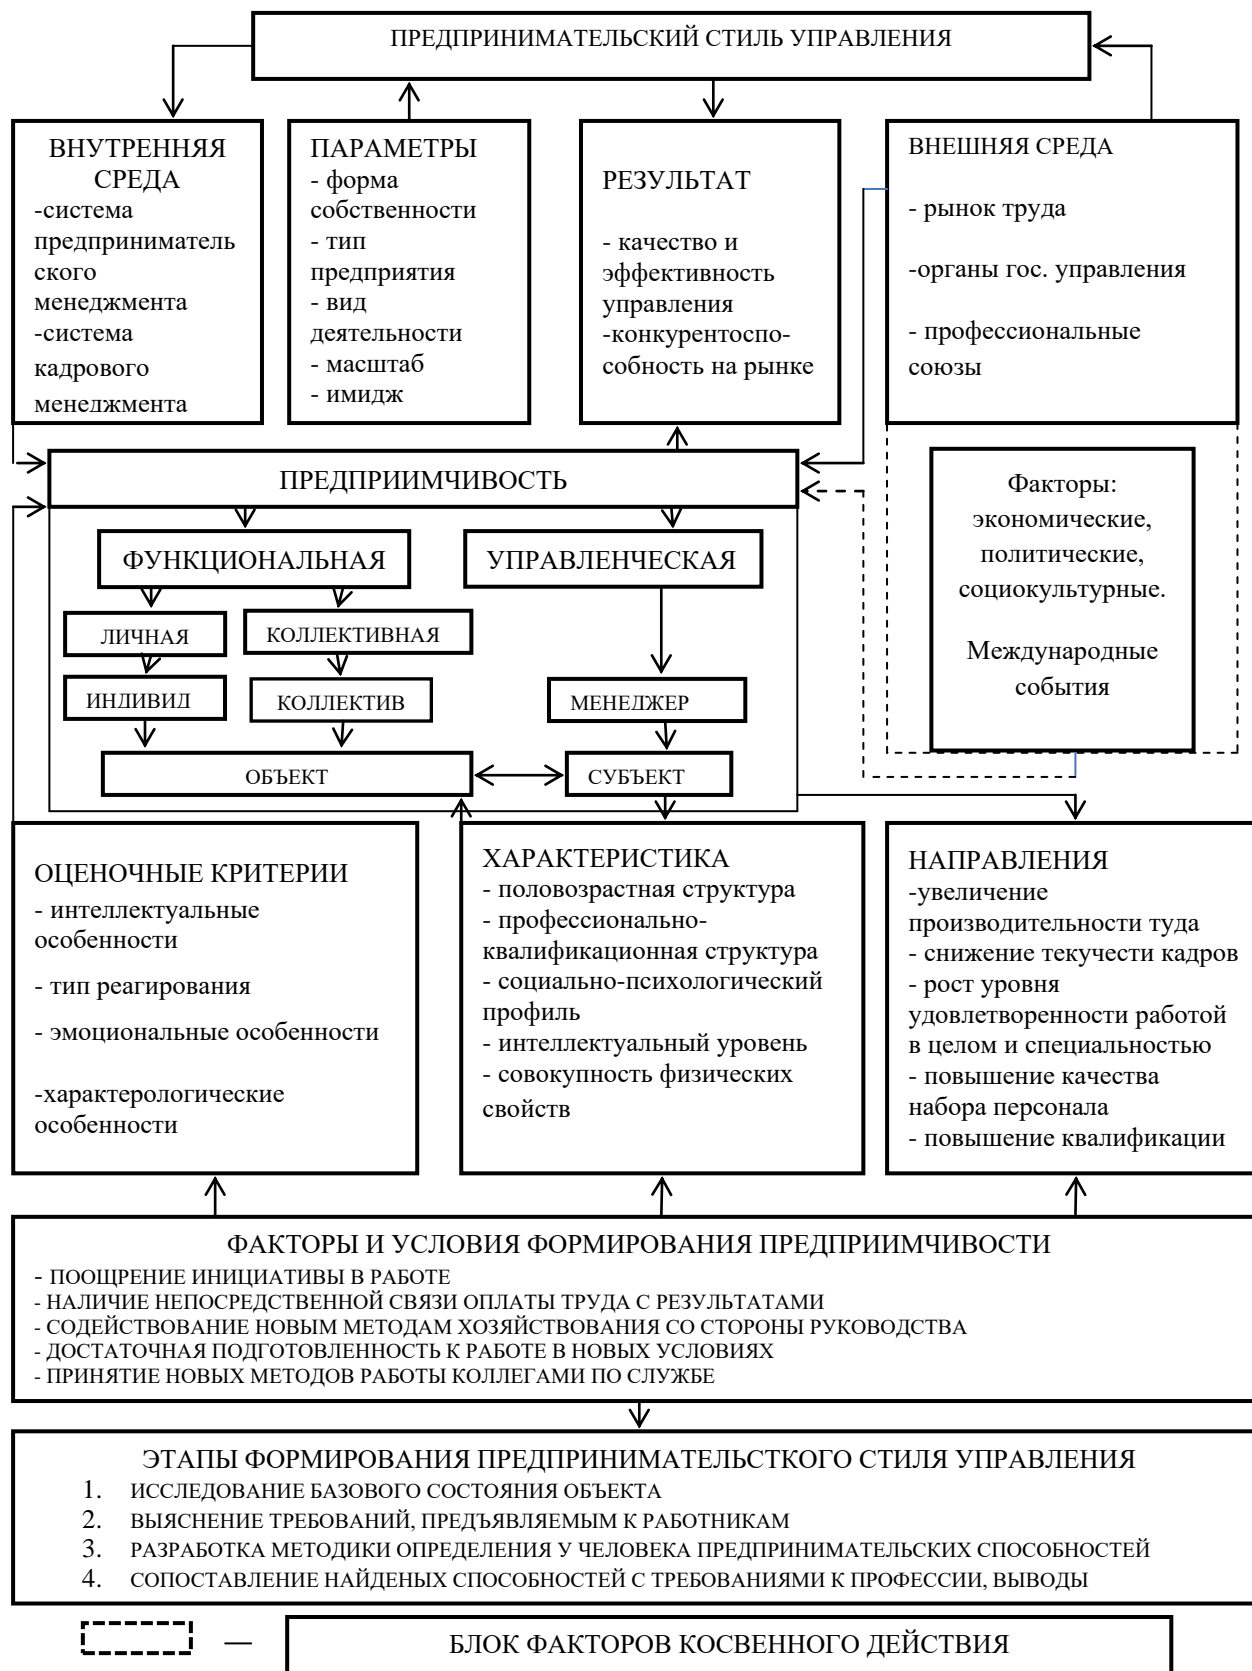 ПРЕДПРИНИМАТЕЛЬСКИЙ СТИЛЬ УПРАВЛЕНИЯ
ВНУТРЕННЯЯ
СРЕДА
-система
предприниматель
ского
менеджмента
-система
кадрового
менеджмента
ПАРАМЕТРЫ
- форма
собственности
- тип
предприятия
- вид
деятельности
- масштаб
- имидж
РЕЗУЛЬТАТ
- качество и
эффективность
управления
-конкурентоспо-
собность на рынке
ВНЕШНЯЯ СРЕДА
- рынок труда
-органы гос. управления
- профессиональные
союзы
ПРЕДПРИИМЧИВОСТЬ
Факторы:
экономические,
политические,
социокультурные.
Международные
события
ФУНКЦИОНАЛЬНАЯ
УПРАВЛЕНЧЕСКАЯ
ЛИЧНАЯ
КОЛЛЕКТИВНАЯ
ИНДИВИД
КОЛЛЕКТИВ
МЕНЕДЖЕР
ОБЪЕКТ
СУБЪЕКТ
ОЦЕНОЧНЫЕ КРИТЕРИИ
- интеллектуальные
особенности
- тип реагирования
- эмоциональные особенности
-характерологические
особенности
ХАРАКТЕРИСТИКА
- половозрастная структура
- профессионально-
квалификационная структура
- социально-психологический
профиль
- интеллектуальный уровень
- совокупность физических
свойств
НАПРАВЛЕНИЯ
-увеличение
производительности туда
- снижение текучести кадров
- рост уровня
удовлетворенности работой
в целом и специальностью
- повышение качества
набора персонала
- повышение квалификации
ФАКТОРЫ И УСЛОВИЯ ФОРМИРОВАНИЯ ПРЕДПРИИМЧИВОСТИ
- ПООЩРЕНИЕ ИНИЦИАТИВЫ В РАБОТЕ
- НАЛИЧИЕ НЕПОСРЕДСТВЕННОЙ СВЯЗИ ОПЛАТЫ ТРУДА С РЕЗУЛЬТАТАМИ
- СОДЕЙСТВОВАНИЕ НОВЫМ МЕТОДАМ ХОЗЯЙСТВОВАНИЯ СО СТОРОНЫ РУКОВОДСТВА
- ДОСТАТОЧНАЯ ПОДГОТОВЛЕННОСТЬ К РАБОТЕ В НОВЫХ УСЛОВИЯХ
- ПРИНЯТИЕ НОВЫХ МЕТОДОВ РАБОТЫ КОЛЛЕГАМИ ПО СЛУЖБЕ
ЭТАПЫ ФОРМИРОВАНИЯ ПРЕДПРИНИМАТЕЛЬСТКОГО СТИЛЯ УПРАВЛЕНИЯ
1. ИССЛЕДОВАНИЕ БАЗОВОГО СОСТОЯНИЯ ОБЪЕКТА
2. ВЫЯСНЕНИЕ ТРЕБОВАНИЙ, ПРЕДЪЯВЛЯЕМЫМ К РАБОТНИКАМ
3. РАЗРАБОТКА МЕТОДИКИ ОПРЕДЕЛЕНИЯ У ЧЕЛОВЕКА ПРЕДПРИНИМАТЕЛЬСКИХ СПОСОБНОСТЕЙ
4. СОПОСТАВЛЕНИЕ НАЙДЕНЫХ СПОСОБНОСТЕЙ С ТРЕБОВАНИЯМИ К ПРОФЕССИИ, ВЫВОДЫ
— БЛОК ФАКТОРОВ КОСВЕННОГО ДЕЙСТВИЯ